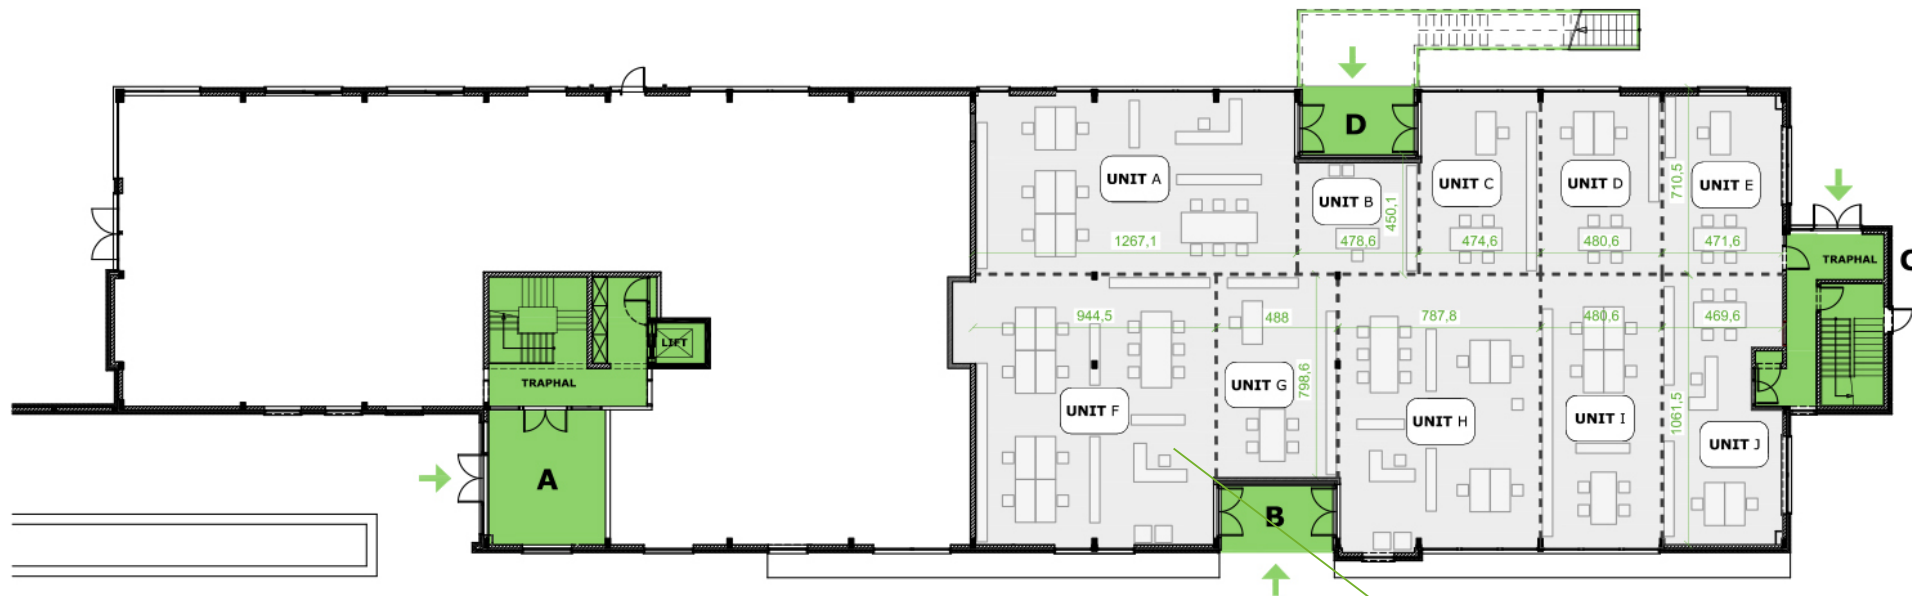 D
UNIT A
UNIT B
UNIT C
UNIT D
UNIT E
710,5
450,1
1267,1
478,6
474,6
480,6
471,6
TRAPHAL
C
944,5
488
787,8
480,6
469,6
LIFT
TRAPHAL
798,6
UNIT F
UNIT G
UNIT H
UNIT I
1061,5
UNIT J
A
B